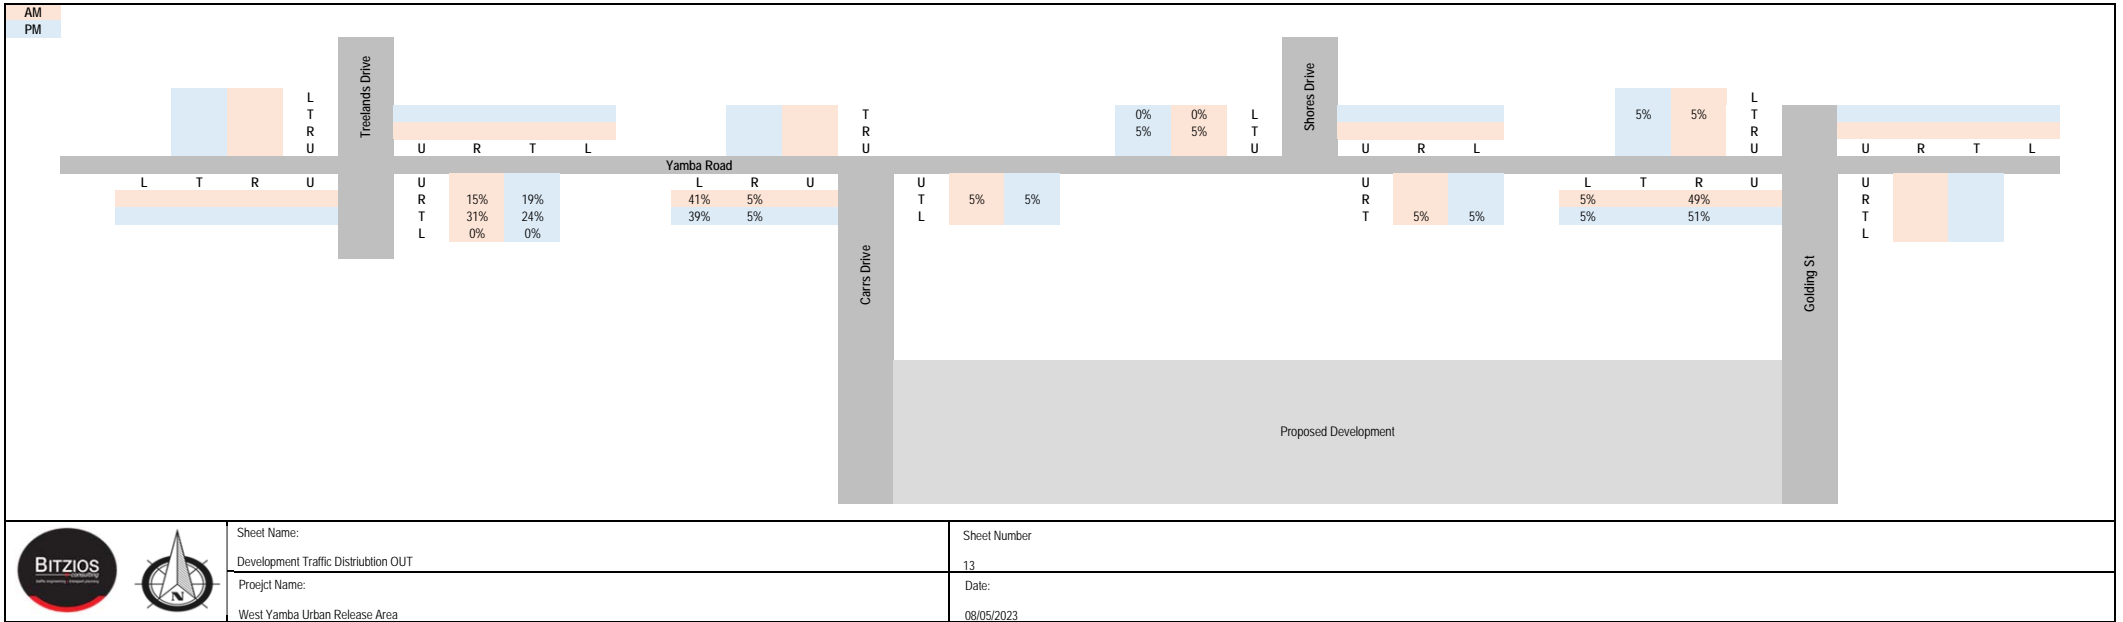 AM
PM
Treelands Drive
Shores Drive
L
T
R
U
U R T L
T
R
U
0% 0% L
5% 5% T
U
U R L
L
5% 5% T
R
U
U R T L
Yamba Road
L T R U
U
R 15% 19%
T 31% 24%
L 0% 0%
L R U
41% 5%
39% 5%
U
T 5% 5%
L
U
R
T 5% 5%
L T R U
5% 49%
5% 51%
U
R
T
L
Carrs Drive
Golding St
Proposed Development
BITZIOS
consulting
N
Sheet Name:
Development Traffic Distriubtion OUT
Sheet Number
13
Proejct Name:
West Yamba Urban Release Area
Date:
08/05/2023